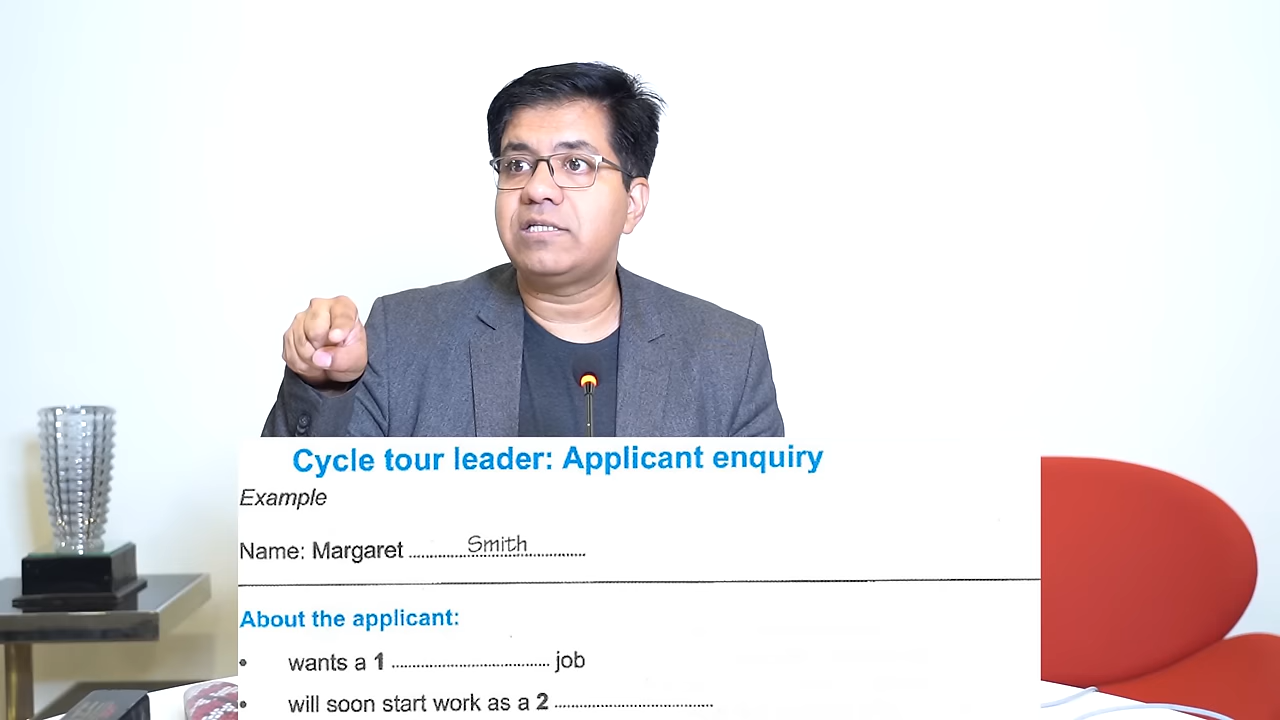 Cycle tour leader: Applicant enquiry
Example
Name: Margaret ........Smith........
About the applicant:
• wants a 1 ................................ job
• will soon start work as a 2 ................................